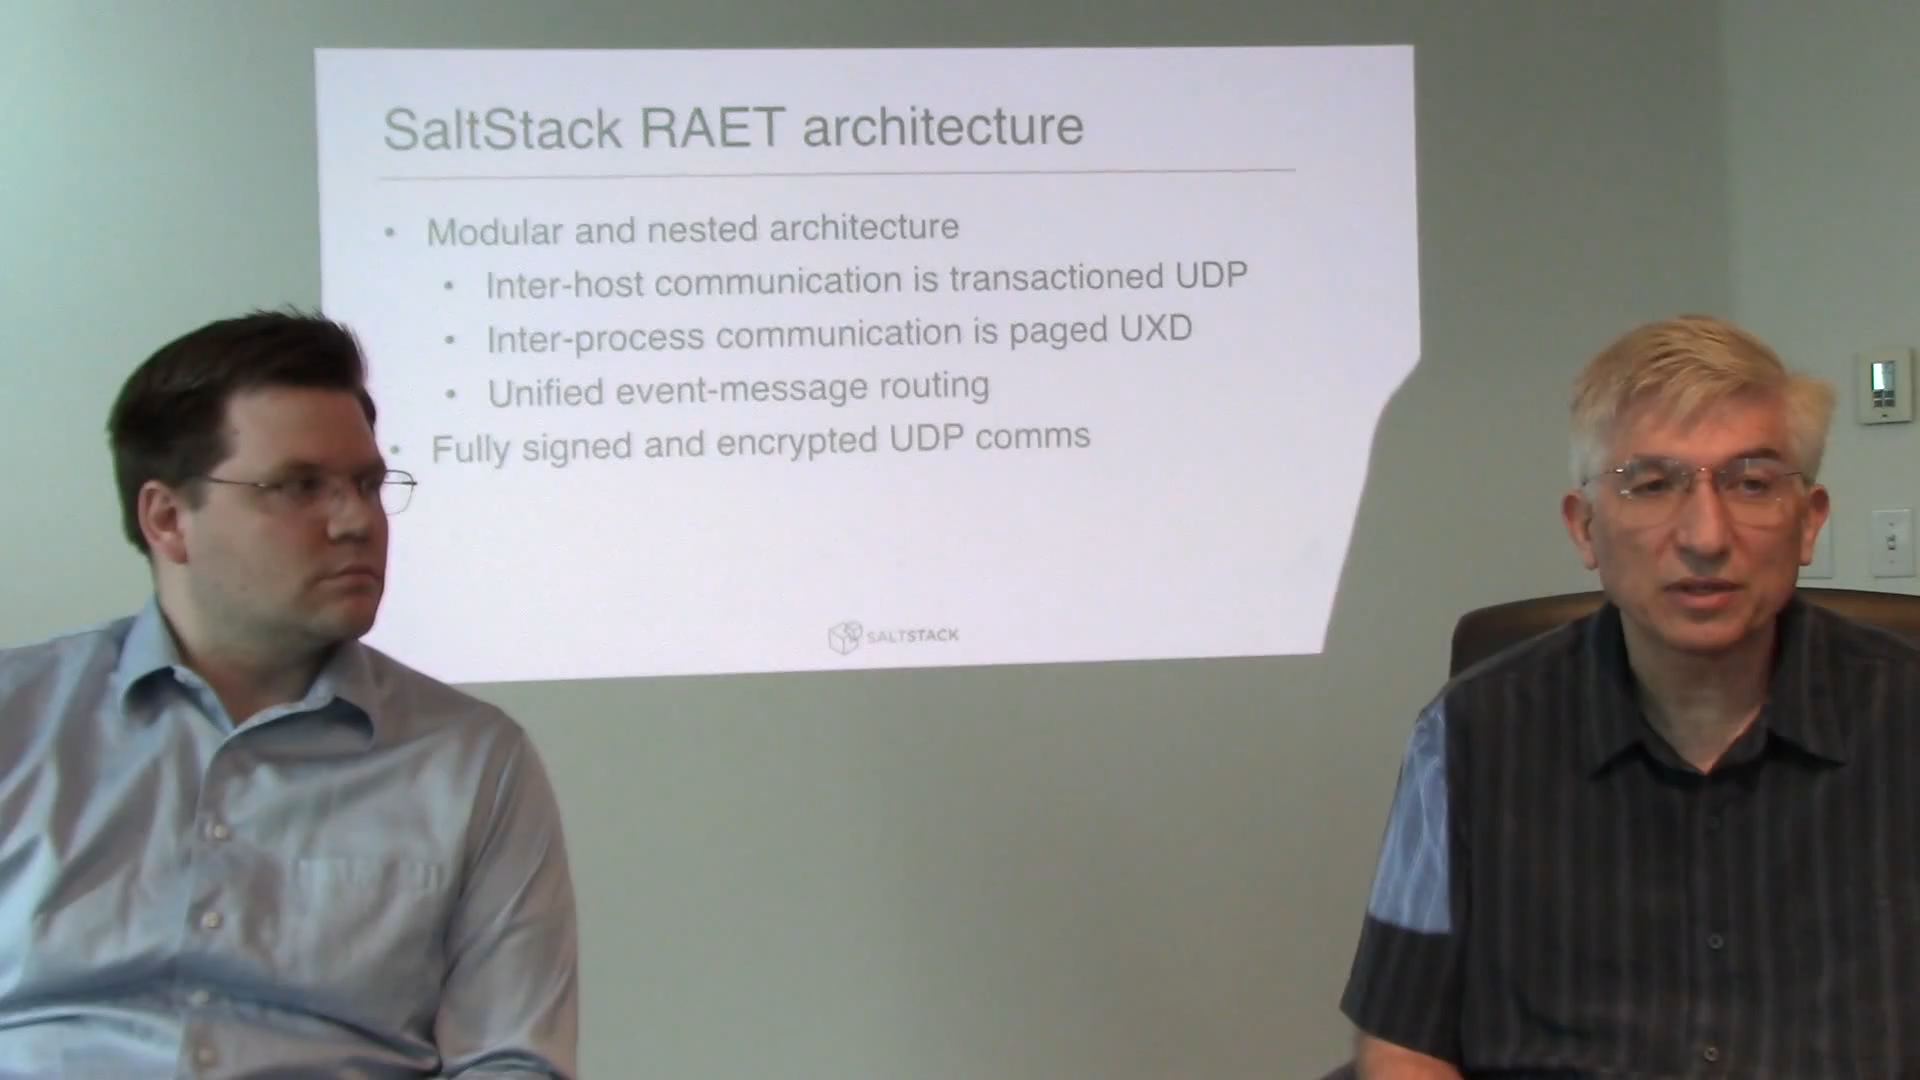 SaltStack RAET architecture
• Modular and nested architecture
• Inter-host communication is transactioned UDP
• Inter-process communication is paged UXD
• Unified event-message routing
• Fully signed and encrypted UDP comms
SALTSTACK